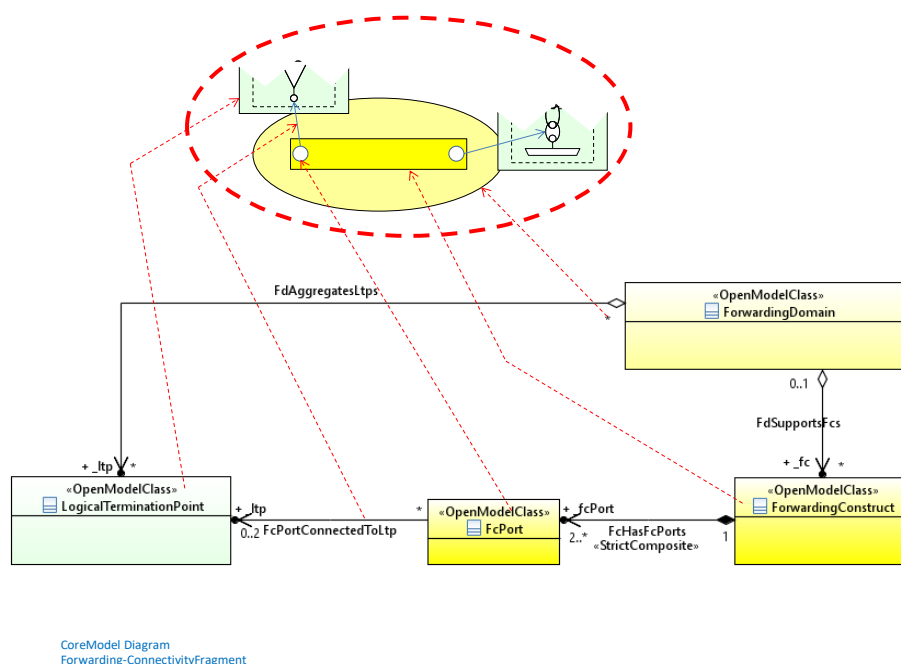 FdAggregatesLtps
*
«OpenModelClass»
ForwardingDomain
0..1
FdSupportsFcs
+ _fc
*
+ _ltp
*
«OpenModelClass»
LogicalTerminationPoint
+ _ltp
0..2
FcPortConnectedToLtp
*
«OpenModelClass»
FcPort
+ _fcPort
2..*
FcHasFcPorts
«StrictComposite»
1
«OpenModelClass»
ForwardingConstruct
CoreModel Diagram
Forwarding-ConnectivityFragment